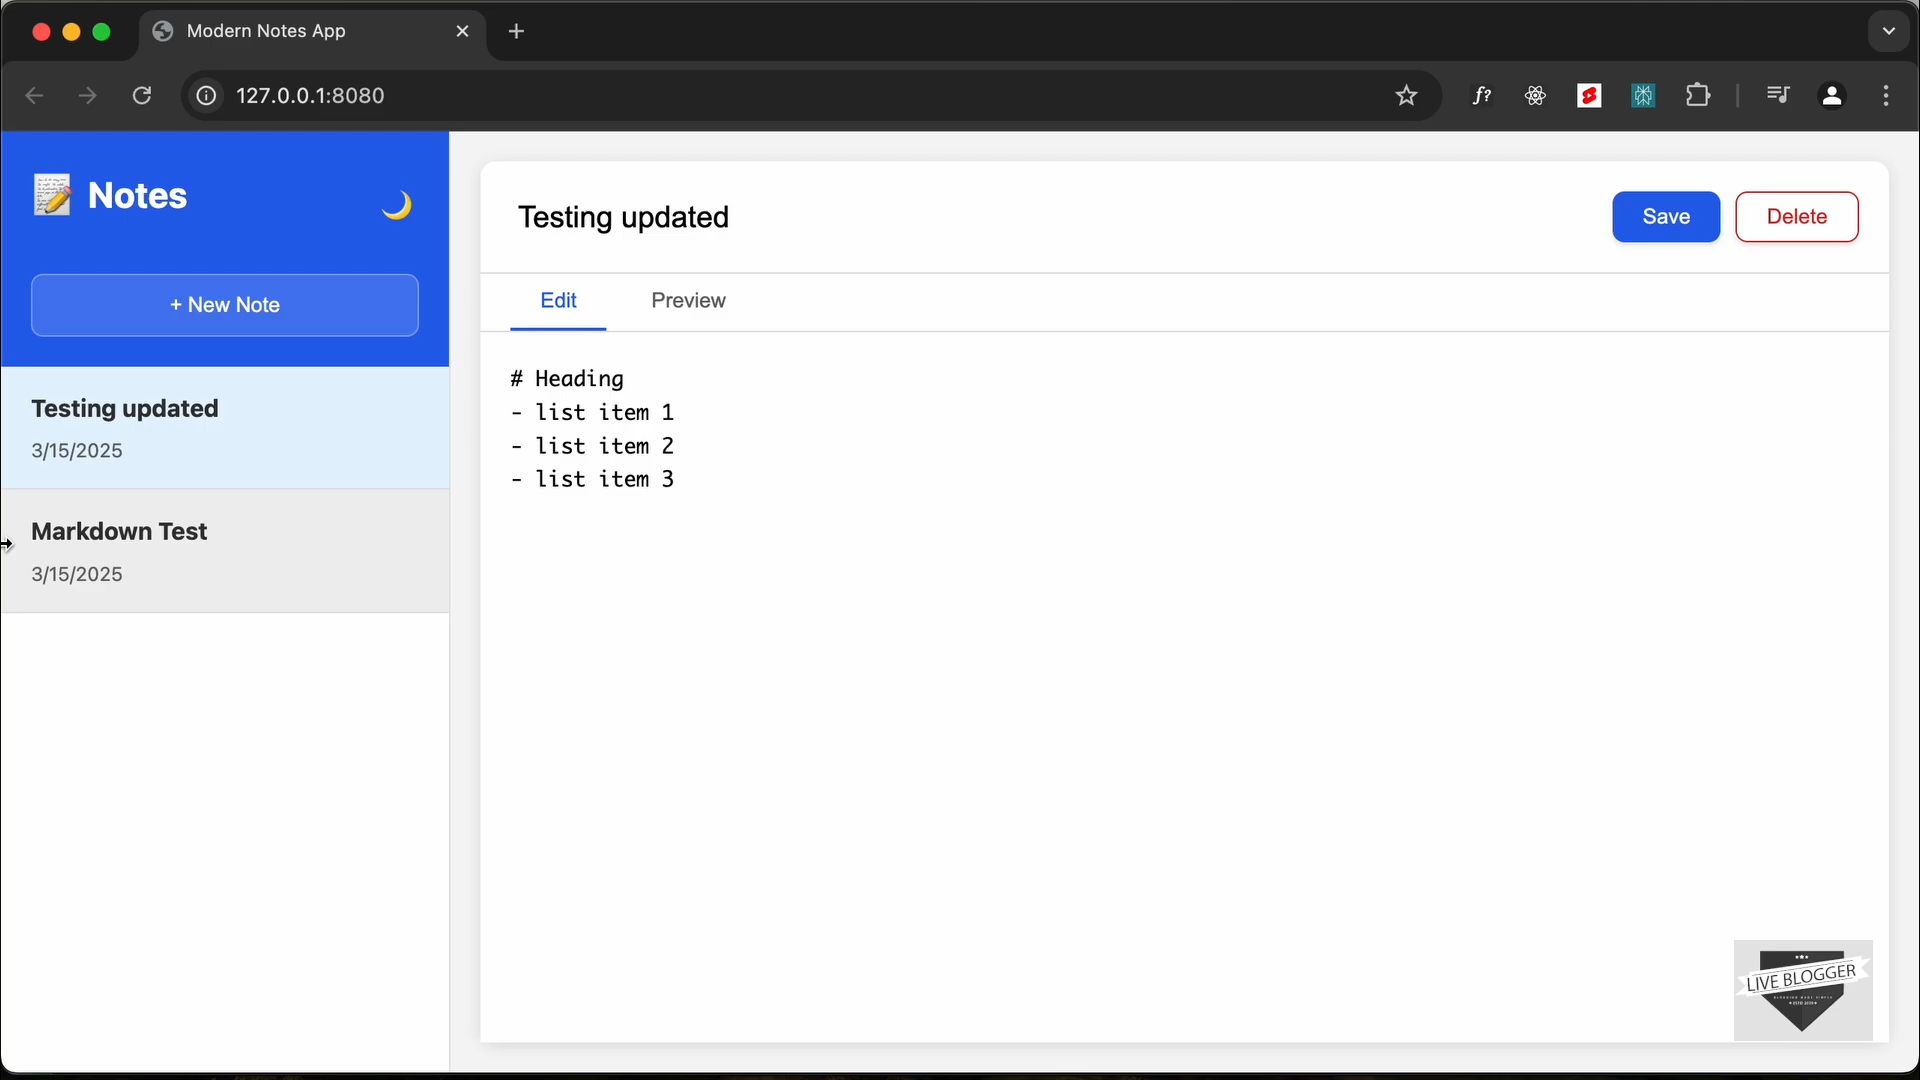 Modern Notes App
127.0.0.1:8080
f?
Notes
+ New Note
Testing updated
3/15/2025
Markdown Test
3/15/2025
Testing updated
Save
Delete
Edit
Preview
# Heading
- list item 1
- list item 2
- list item 3
LIVE BLOGGER